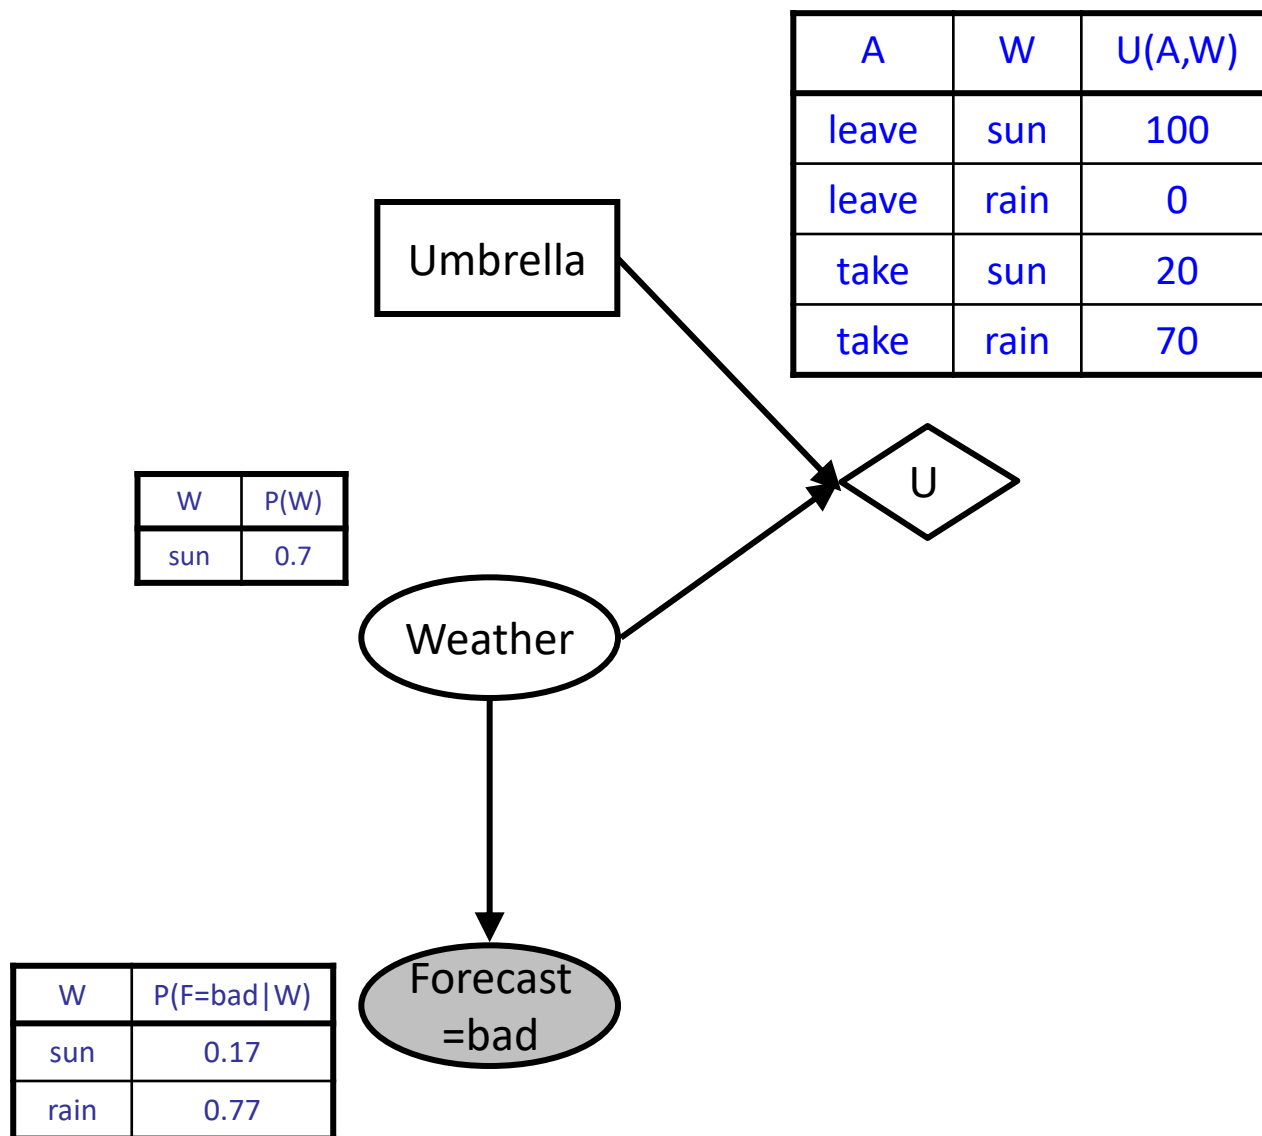 A W U(A,W)
leave sun 100
leave rain 0
take sun 20
take rain 70
Umbrella
U
W P(W)
sun 0.7
Weather
Forecast
=bad
W P(F=bad|W)
sun 0.17
rain 0.77